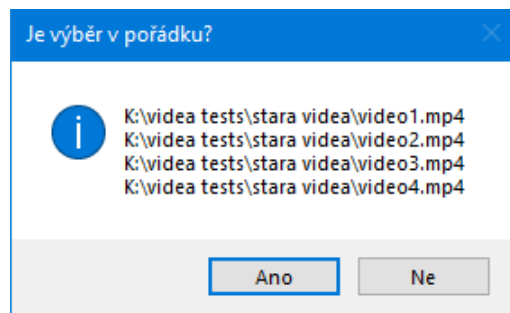 Je výběr v pořádku?
K:\videa tests\stara videa\video1.mp4
K:\videa tests\stara videa\video2.mp4
K:\videa tests\stara videa\video3.mp4
K:\videa tests\stara videa\video4.mp4
Ano
Ne